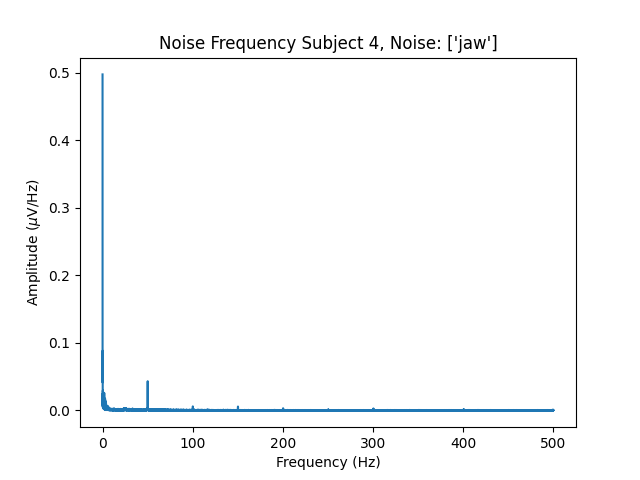 Noise Frequency Subject 4, Noise: ['jaw']
0.5
0.4
0.3
0.2
0.1
0.0
Amplitude (μV/Hz)
0 100 200 300 400 500
Frequency (Hz)